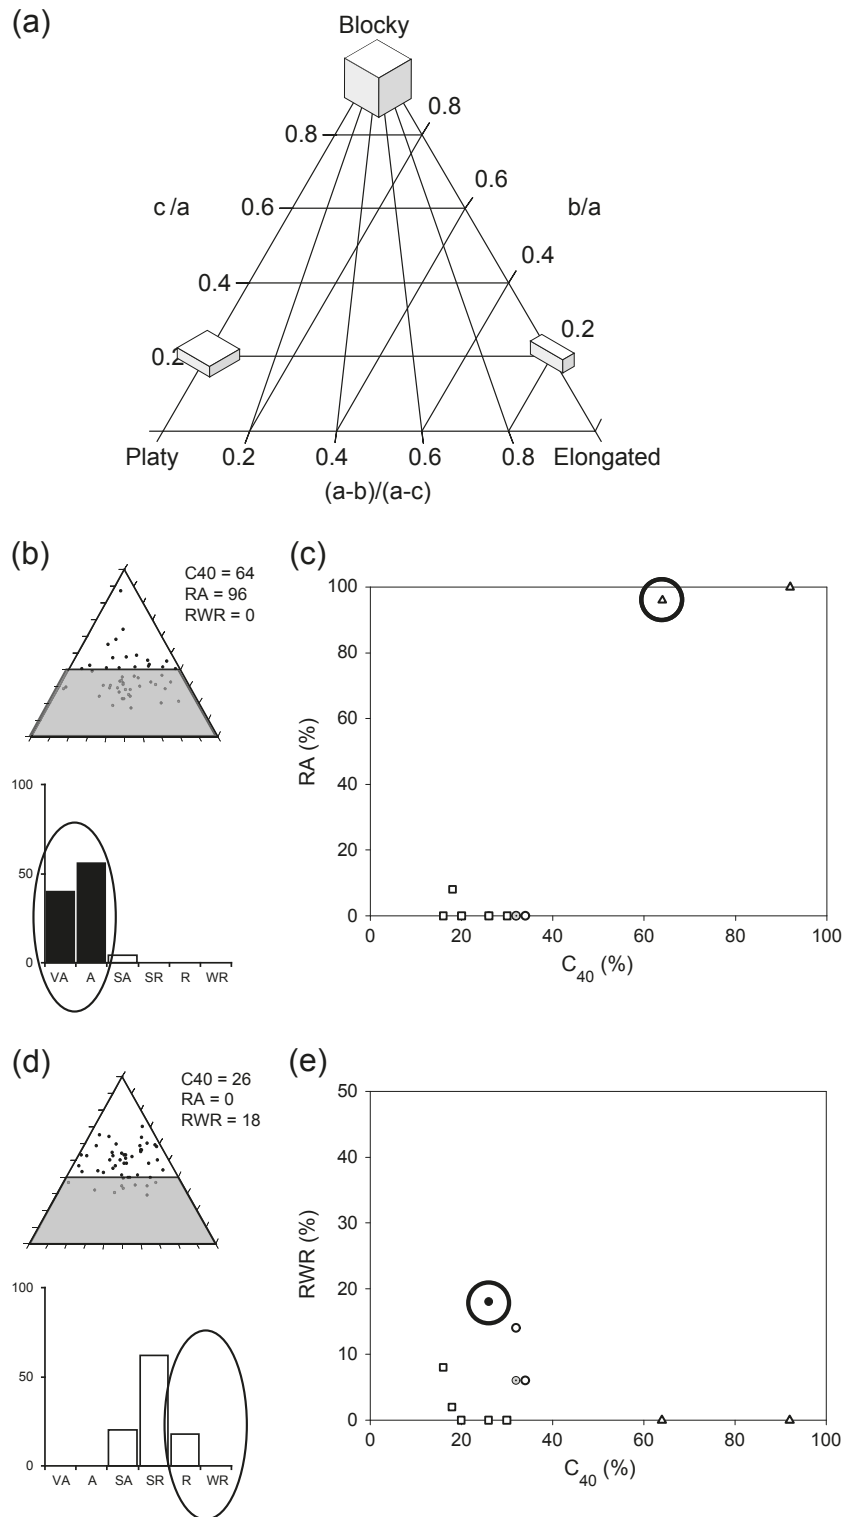 (a)
Blocky
0.8
0.8
0.6
0.6
c/a
b/a
0.4
0.4
0.2
0.2
Platy
0.2
0.4
0.6
0.8
Elongated
(a-b)/(a-c)
(b)
C40 = 64
RA = 96
RWR = 0
100
50
0
VA
A
SA
SR
R
WR
(c)
100
80
60
40
20
0
RA (%)
0
20
40
60
80
100
C40 (%)
(d)
C40 = 26
RA = 0
RWR = 18
100
50
0
VA
A
SA
SR
R
WR
(e)
50
40
30
20
10
0
RWR (%)
0
20
40
60
80
100
C40 (%)